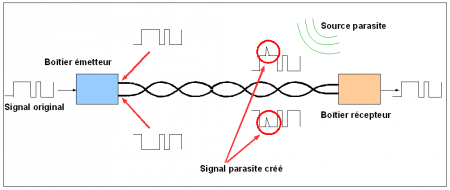 Source parasite
Boîtier émetteur
Signal original
Boîtier récepteur
Signal parasite créé